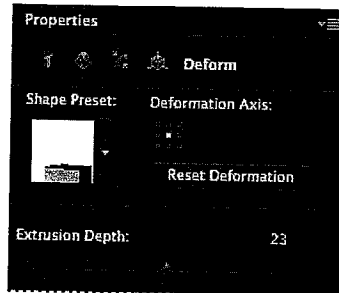 Properties
Deform
Shape Preset: Deformation Axis:
Reset Deformation
Extrusion Depth: 23